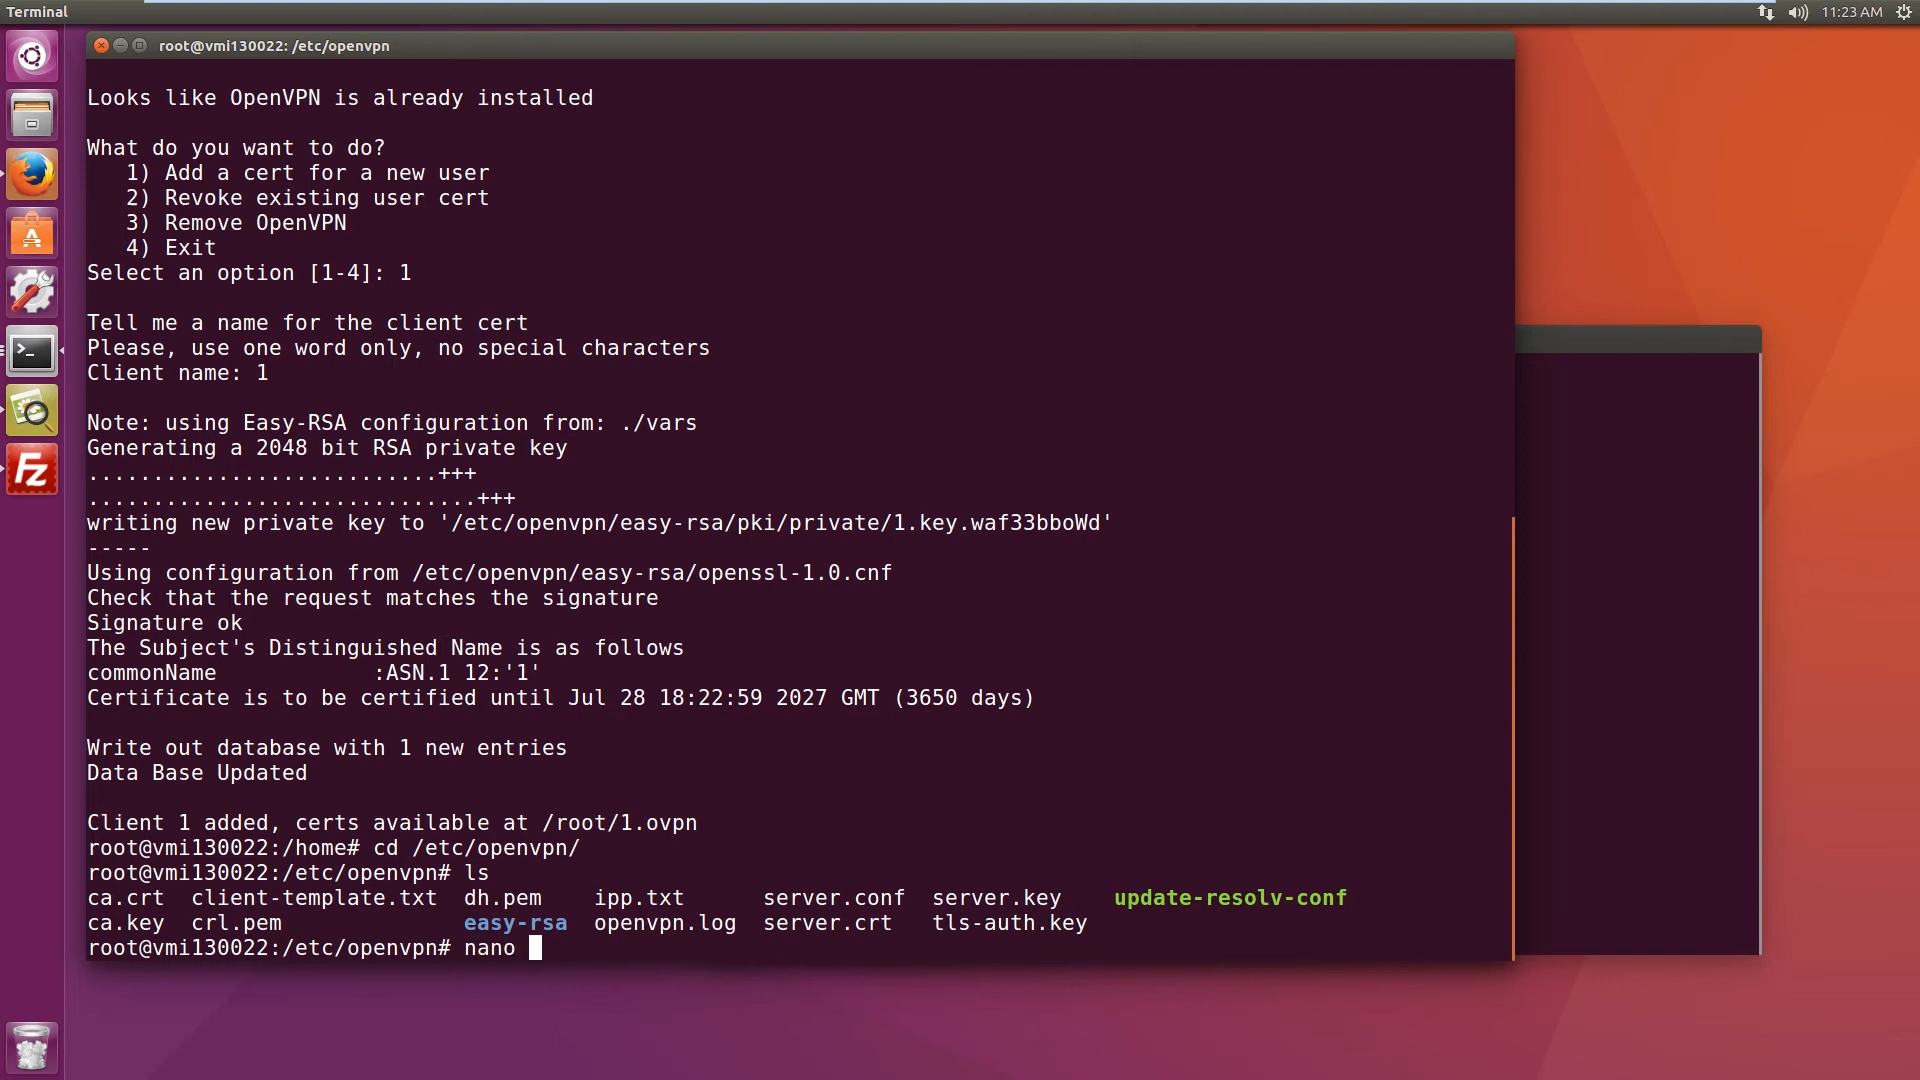 Terminal
11:23 AM
root@vmi130022: /etc/openvpn
Looks like OpenVPN is already installed
What do you want to do?
1) Add a cert for a new user
2) Revoke existing user cert
3) Remove OpenVPN
4) Exit
Select an option [1-4]: 1
Tell me a name for the client cert
Please, use one word only, no special characters
Client name: 1
Note: using Easy-RSA configuration from: ./vars
Generating a 2048 bit RSA private key
...........................+++
..............................+++
writing new private key to '/etc/openvpn/easy-rsa/pki/private/1.key.waf33bboWd'
-----
Using configuration from /etc/openvpn/easy-rsa/openssl-1.0.cnf
Check that the request matches the signature
Signature ok
The Subject's Distinguished Name is as follows
commonName            :ASN.1 12:'1'
Certificate is to be certified until Jul 28 18:22:59 2027 GMT (3650 days)
Write out database with 1 new entries
Data Base Updated
Client 1 added, certs available at /root/1.ovpn
root@vmi130022:/home# cd /etc/openvpn/
root@vmi130022:/etc/openvpn# ls
ca.crt  client-template.txt  dh.pem    ipp.txt      server.conf  server.key    update-resolv-conf
ca.key  crl.pem              easy-rsa  openvpn.log  server.crt   tls-auth.key
root@vmi130022:/etc/openvpn# nano